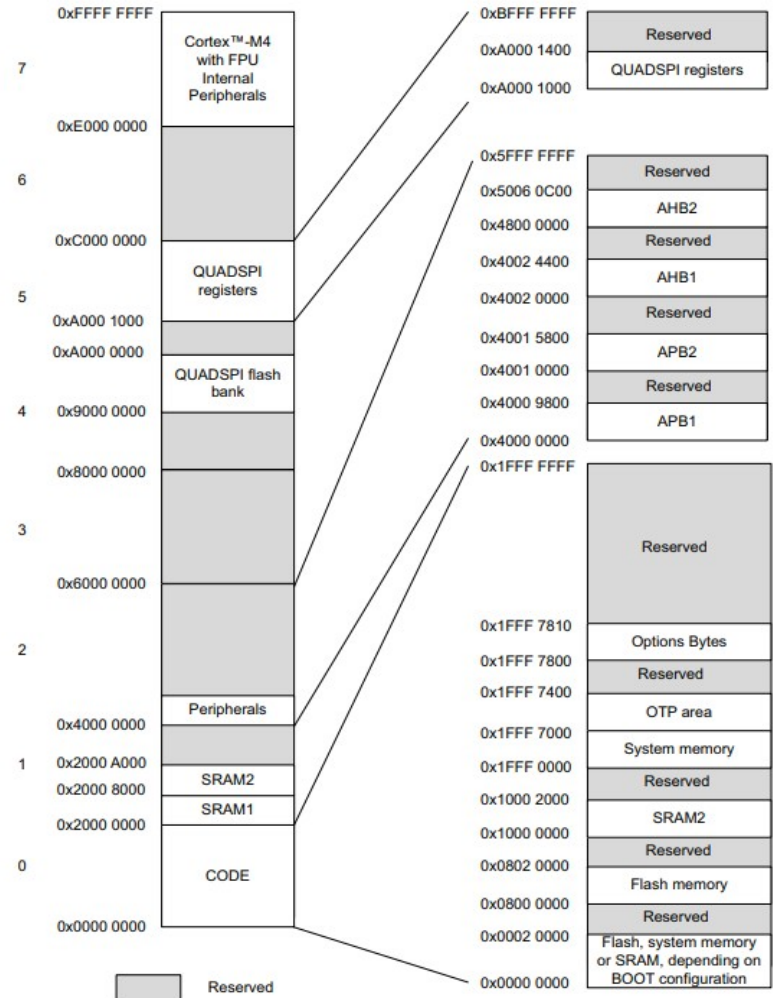 0xFFFF FFFF
7
Cortex™-M4
with FPU
Internal
Peripherals
0xE000 0000
6
0xC000 0000
5
QUADSPI
registers
0xA000 1000
0xA000 0000
QUADSPI flash
bank
4
0x9000 0000
0x8000 0000
3
0x6000 0000
2
Peripherals
0x4000 0000
1
0x2000 A000
SRAM2
0x2000 8000
SRAM1
0x2000 0000
0
CODE
0x0000 0000
Reserved
0xBFFF FFFF
Reserved
0xA000 1400
QUADSPI registers
0xA000 1000
0x5FFF FFFF
Reserved
0x5006 0C00
AHB2
0x4800 0000
Reserved
0x4002 4400
AHB1
0x4002 0000
Reserved
0x4001 5800
APB2
0x4001 0000
Reserved
0x4000 9800
APB1
0x4000 0000
0x1FFF FFFF
Reserved
0x1FFF 7810
Options Bytes
0x1FFF 7800
Reserved
0x1FFF 7400
OTP area
0x1FFF 7000
System memory
0x1FFF 0000
Reserved
0x1000 2000
SRAM2
0x1000 0000
Reserved
0x0802 0000
Flash memory
0x0800 0000
Reserved
0x0002 0000
Flash, system memory
or SRAM, depending on
BOOT configuration
0x0000 0000